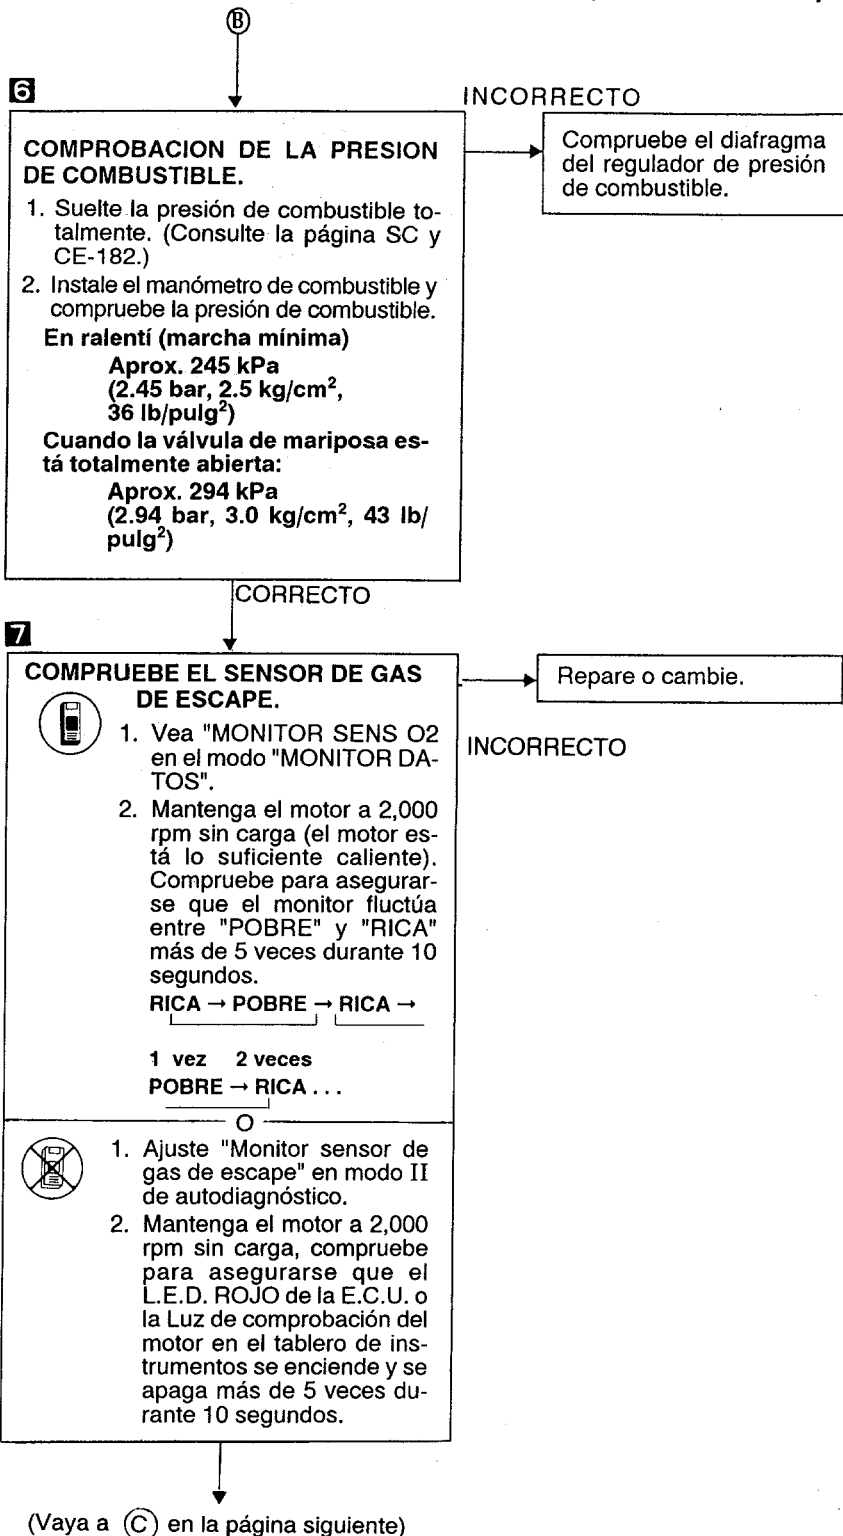 B
6
INCORRECTO
COMPROBACION DE LA PRESION
DE COMBUSTIBLE.
1. Suelte la presión de combustible to-
talmente. (Consulte la página SC y
CE-182.)
2. Instale el manómetro de combustible y
compruebe la presión de combustible.
En ralentí (marcha mínima)
Aprox. 245 kPa
(2.45 bar, 2.5 kg/cm²,
36 lb/pulg²)
Cuando la válvula de mariposa es-
tá totalmente abierta:
Aprox. 294 kPa
(2.94 bar, 3.0 kg/cm², 43 lb/
pulg²)
Compruebe el diafragma
del regulador de presión
de combustible.
CORRECTO
7
COMPRUEBE EL SENSOR DE GAS
DE ESCAPE.
1. Vea "MONITOR SENS O2
en el modo "MONITOR DA-
TOS".
2. Mantenga el motor a 2,000
rpm sin carga (el motor es-
tá lo suficiente caliente).
Compruebe para asegurar-
se que el monitor fluctúa
entre "POBRE" y "RICA"
más de 5 veces durante 10
segundos.
RICA → POBRE → RICA →
1 vez 2 veces
POBRE → RICA . . .
Repare o cambie.
INCORRECTO
O
1. Ajuste "Monitor sensor de
gas de escape" en modo II
de autodiagnóstico.
2. Mantenga el motor a 2,000
rpm sin carga, compruebe
para asegurarse que el
L.E.D. ROJO de la E.C.U. o
la Luz de comprobación del
motor en el tablero de ins-
trumentos se enciende y se
apaga más de 5 veces du-
rante 10 segundos.
(Vaya a C en la página siguiente)